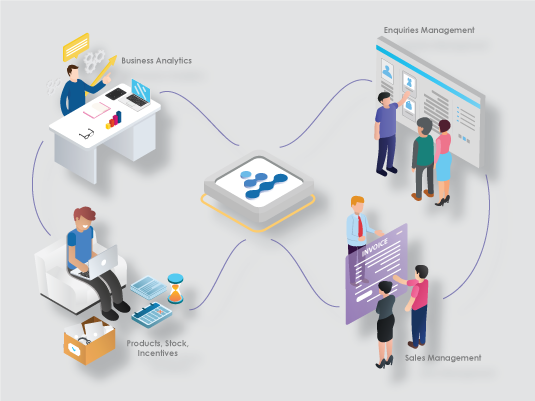 Enquiries Management
Business Analytics
INVOICE
Products, Stock,
Incentives
Sales Management